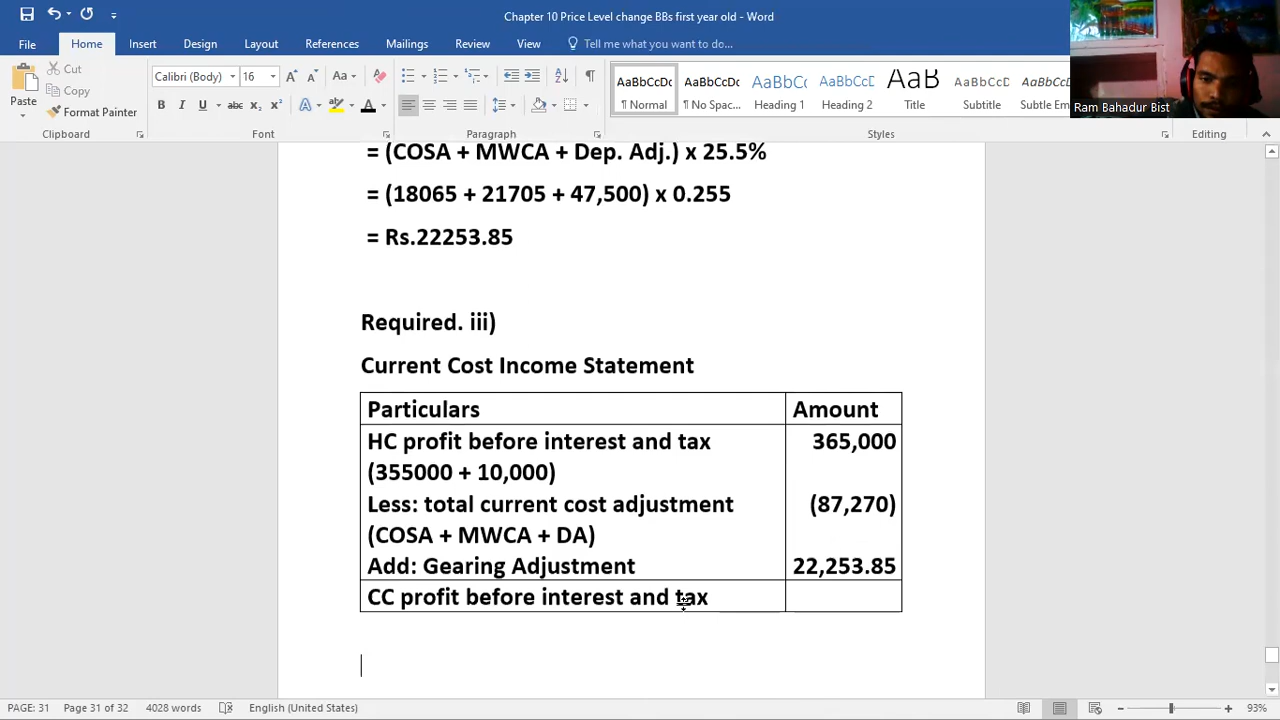 Chapter 10 Price Level change BBs first year old - Word
File Home Insert Design Layout References Mailings Review View Tell me what you want to do...
Paste
Cut
Copy
Format Painter
Clipboard
Calibri (Body) 16
Font
Paragraph
AaBbCcDc AaBbCcDc AaBbC AaBbCcC AaB AaBbCcD AaBbCcDc
¶ Normal ¶ No Spac... Heading Heading 2 Title Subtitle Subtle Em
Styles
Editing
Ram Bahadur Bist
= (COSA + MWCA + Dep. Adj.) x 25.5%
= (18065 + 21705 + 47,500) x 0.255
= Rs.22253.85
Required. iii)
Current Cost Income Statement
Particulars Amount
HC profit before interest and tax 365,000
(355000 + 10,000)
Less: total current cost adjustment (87,270)
(COSA + MWCA + DA)
Add: Gearing Adjustment 22,253.85
CC profit before interest and tax
PAGE: 31 Page 31 of 32 4028 words English (United States) 93%